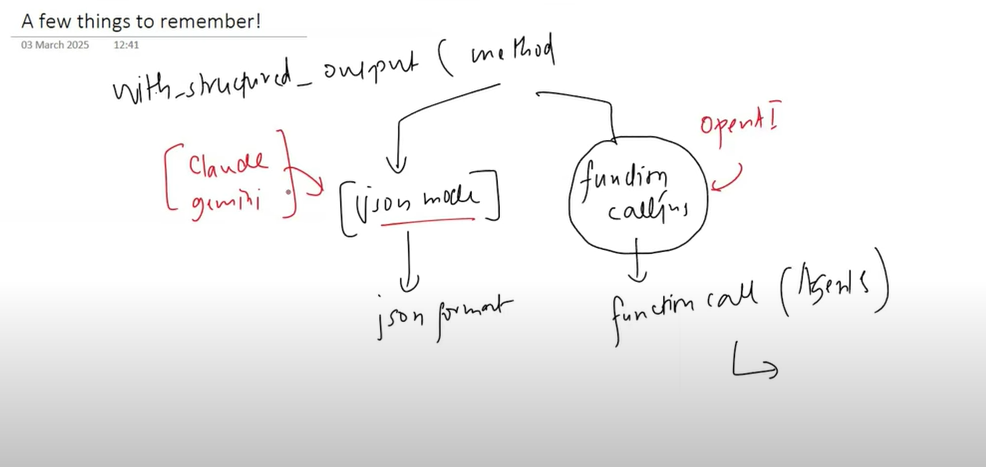 A few things to remember!
03 March 2025 12:41
with_structured_output ( method
OpenAI
Claude
gemini
[json mode]
function
calling
json format
function call (Agents)